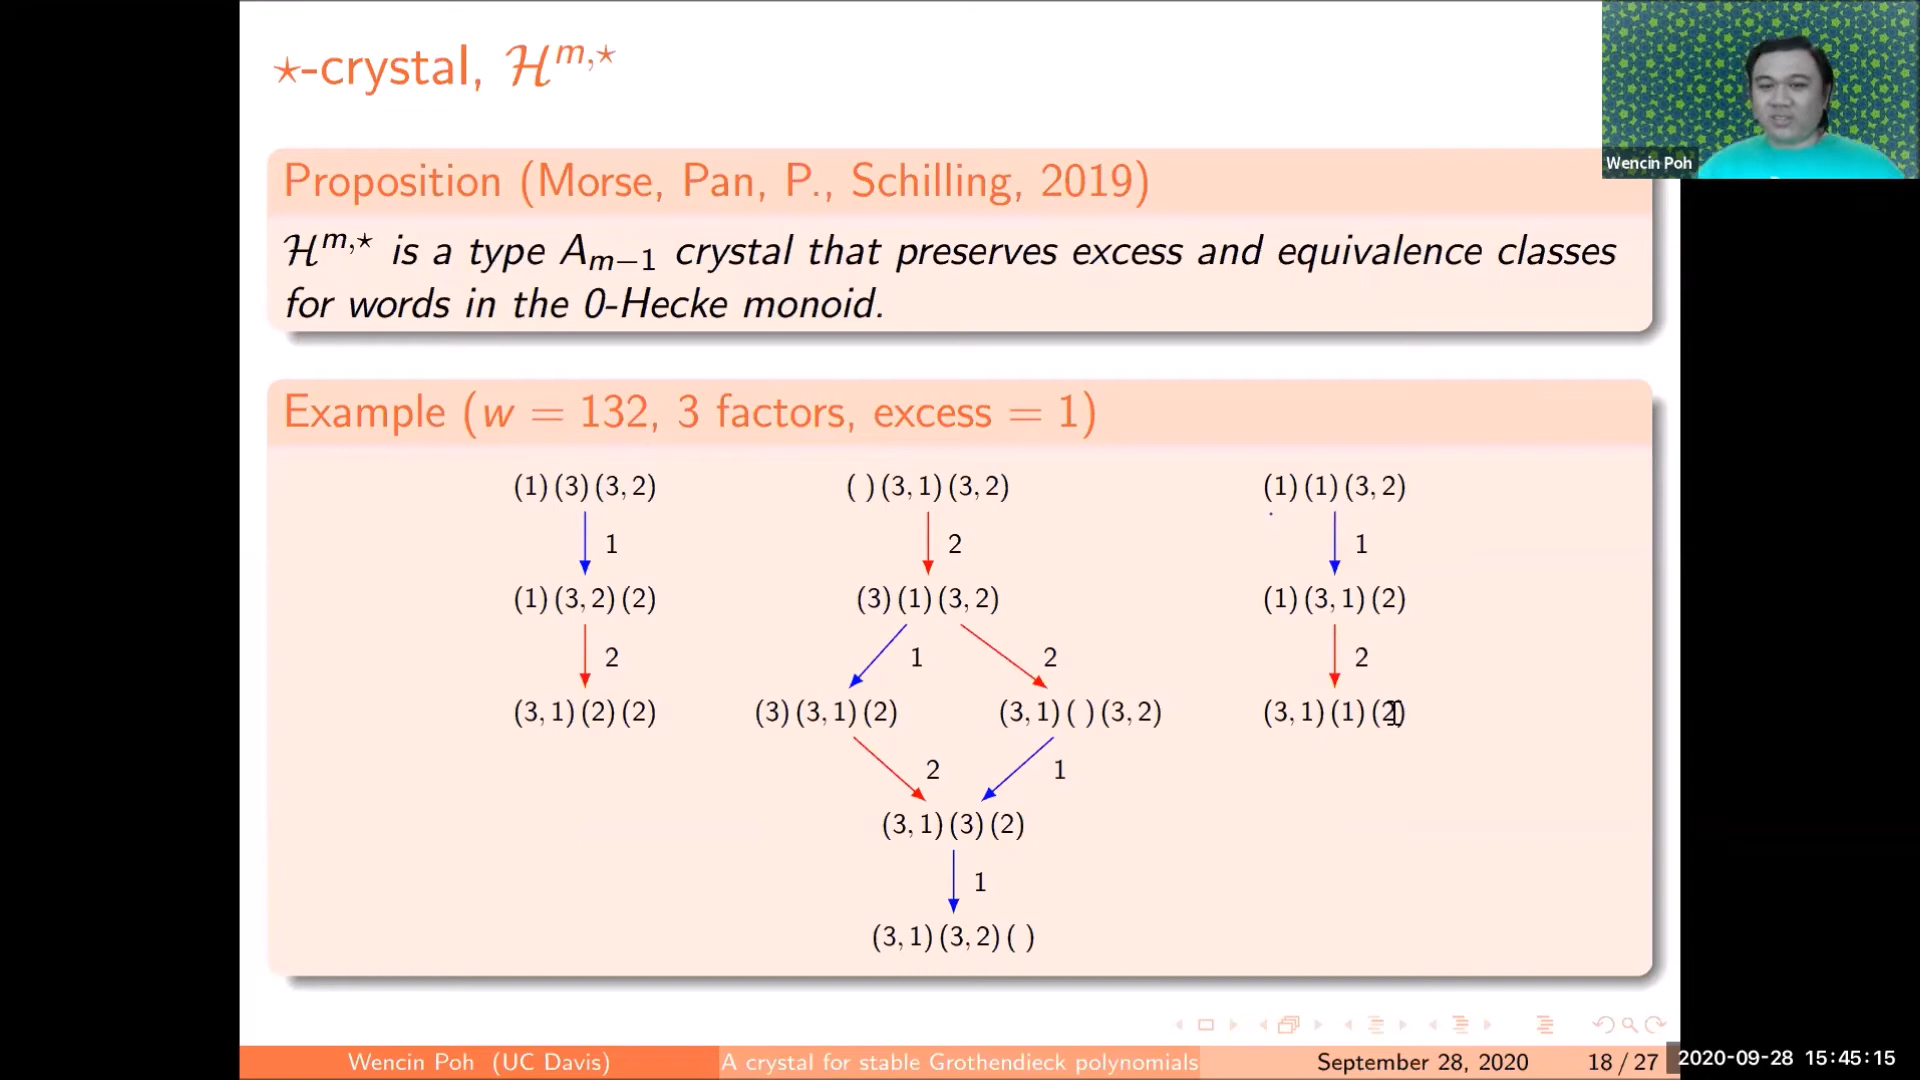 ⋆-crystal, ℋ^{m,⋆}
Wencin Poh
Proposition (Morse, Pan, P., Schilling, 2019)
ℋ^{m,⋆} is a type A_{m−1} crystal that preserves excess and equivalence classes
for words in the 0-Hecke monoid.
Example (w = 132, 3 factors, excess = 1)
(1)(3)(3, 2) ( )(3, 1)(3, 2) (1)(1)(3, 2)
1 2 1
(1)(3, 2)(2) (3)(1)(3, 2) (1)(3, 1)(2)
2 1 2 2
(3, 1)(2)(2) (3)(3, 1)(2) (3, 1)( )(3, 2) (3, 1)(1)(2)
2 1
(3, 1)(3)(2)
1
(3, 1)(3, 2)( )
Wencin Poh (UC Davis) A crystal for stable Grothendieck polynomials September 28, 2020 18 / 27
2020-09-28 15:45:15